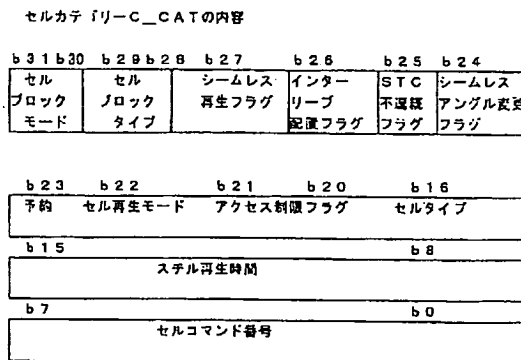 セルカテゴリーC_CATの内容
b31b30 b29b28 b27 b26 b25 b24
セル セル シームレス インター STC シームレス
ブロック ブロック 再生フラグ リーブ 不連続 アングル変更
モード タイプ 配置フラグ フラグ フラグ
b23 b22 b21 b20 b16
予約 セル再生モード アクセス制限フラグ セルタイプ
b15 b8
スチル再生時間
b7 b0
セルコマンド番号